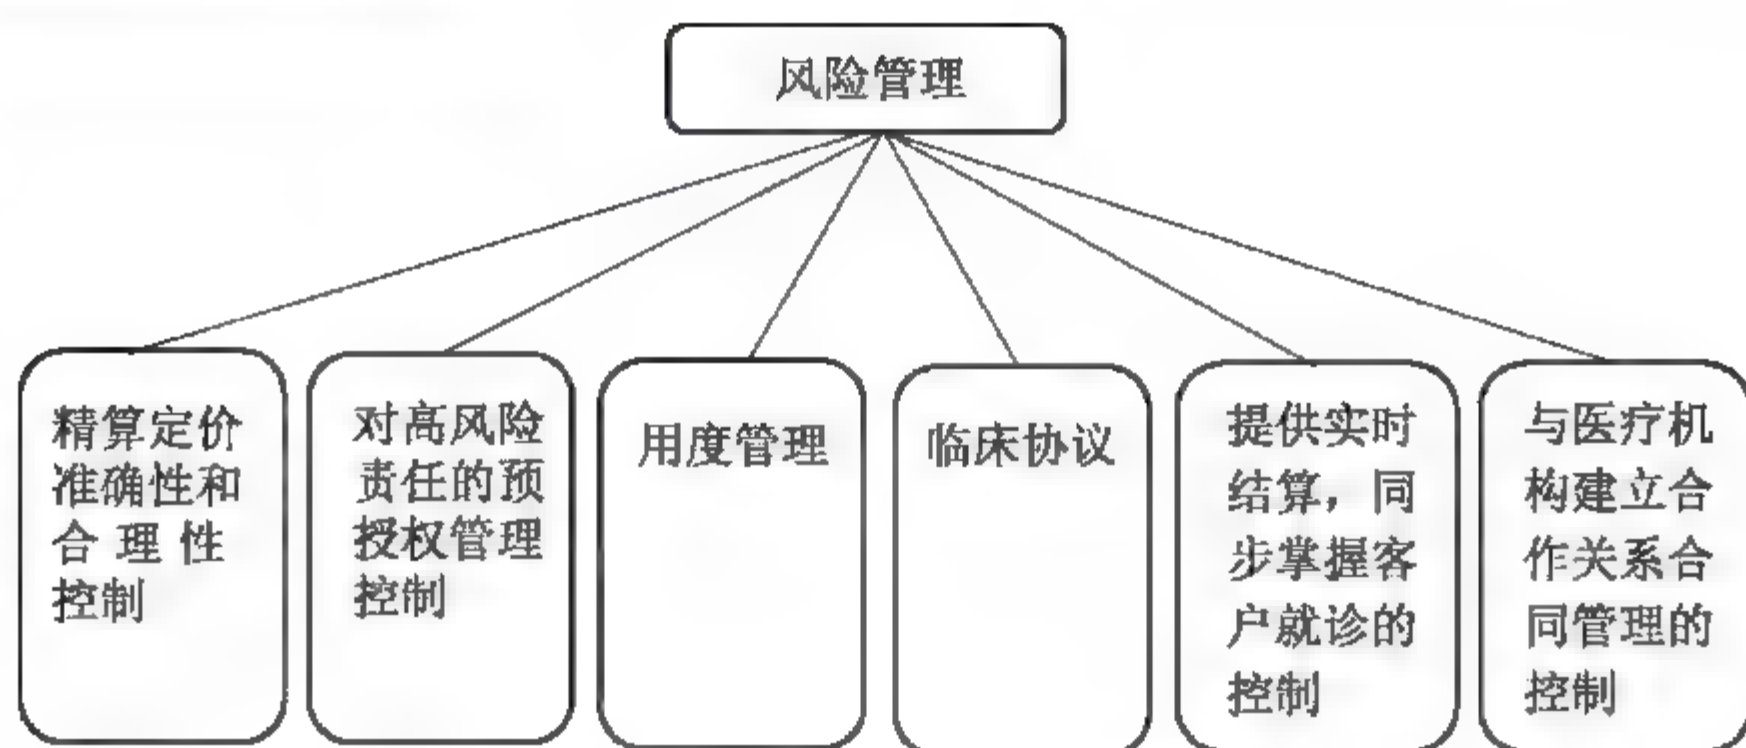 风险管理
精算定价
准确性和
合理性
控制
对高风险
责任的预
授权管理
控制
用度管理
临床协议
提供实时
结算，同
步掌握客
户就诊的
控制
与医疗机
构建立合
作关系合
同管理的
控制